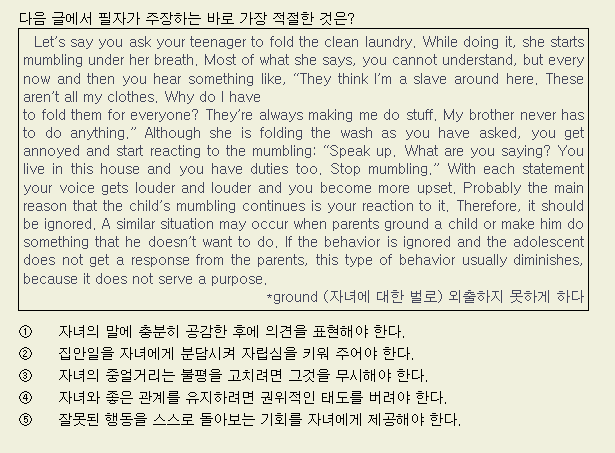 다음 글에서 필자가 주장하는 바로 가장 적절한 것은?
Let's say you ask your teenager to fold the clean laundry. While doing it, she starts
mumbling under her breath. Most of what she says, you cannot understand, but every
now and then you hear something like, “They think I'm a slave around here. These
aren't all my clothes. Why do I have
to fold them for everyone? They're always making me do stuff. My brother never has
to do anything.” Although she is folding the wash as you have asked, you get
annoyed and start reacting to the mumbling: “Speak up. What are you saying? You
live in this house and you have duties too. Stop mumbling.” With each statement
your voice gets louder and louder and you become more upset. Probably the main
reason that the child's mumbling continues is your reaction to it. Therefore, it should
be ignored. A similar situation may occur when parents ground a child or make him do
something that he doesn't want to do. If the behavior is ignored and the adolescent
does not get a response from the parents, this type of behavior usually diminishes,
because it does not serve a purpose.
*ground (자녀에 대한 벌로) 외출하지 못하게 하다
① 자녀의 말에 충분히 공감한 후에 의견을 표현해야 한다.
② 집안일을 자녀에게 분담시켜 자립심을 키워 주어야 한다.
③ 자녀의 중얼거리는 불평을 고치려면 그것을 무시해야 한다.
④ 자녀와 좋은 관계를 유지하려면 권위적인 태도를 버려야 한다.
⑤ 잘못된 행동을 스스로 돌아보는 기회를 자녀에게 제공해야 한다.